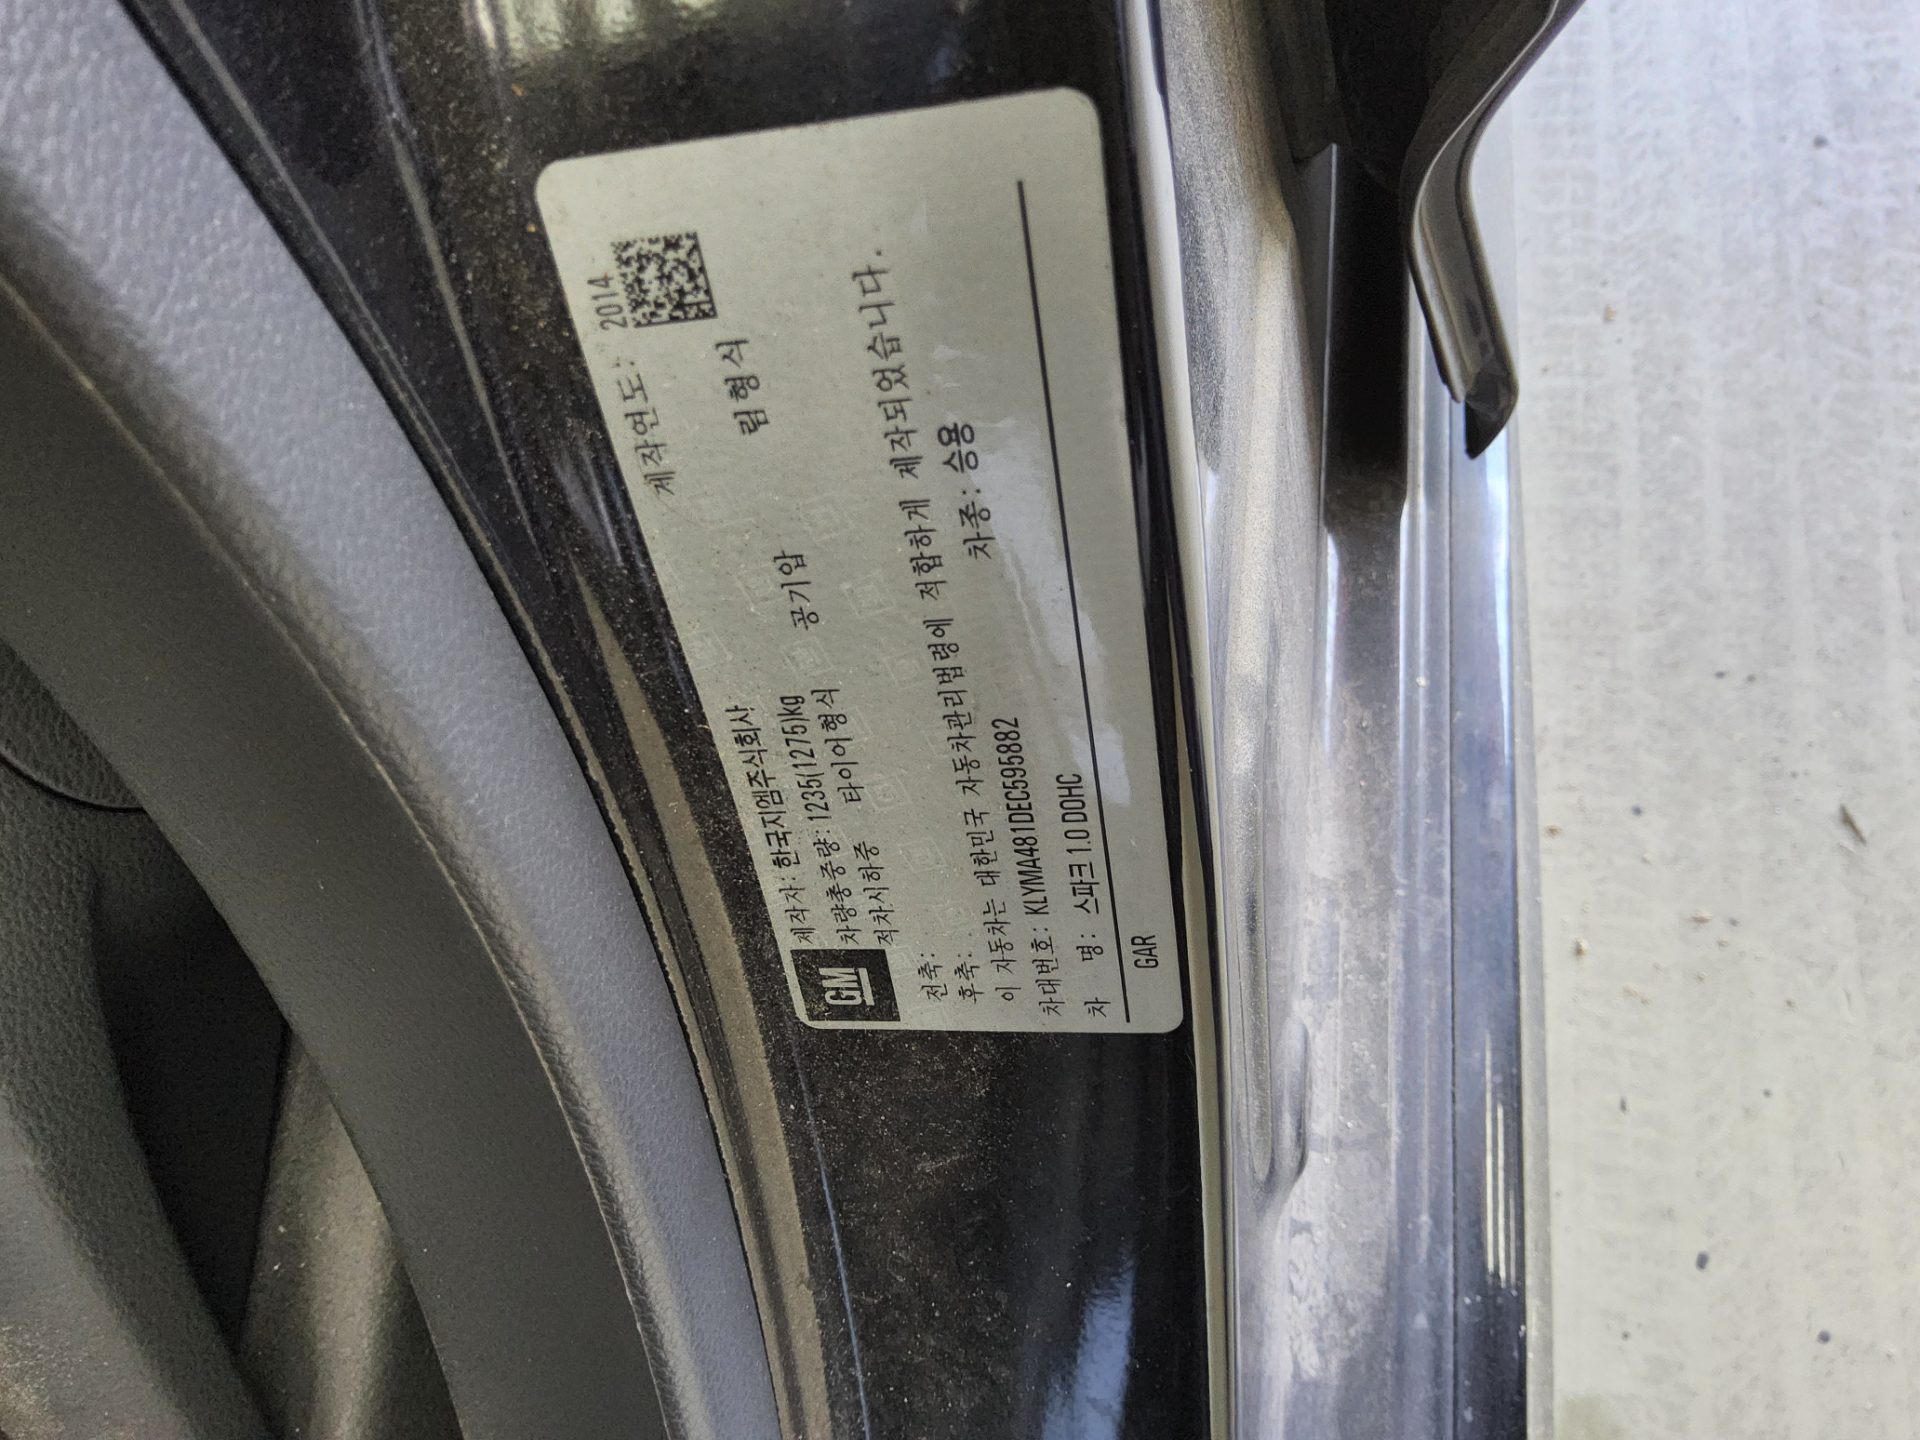 GM
제작자: 한국지엠주식회사 제작연도: 2014
차량총중량: 1235(1275)Kg
적차시하중 타이어형식 공기압 림형식
전축:
후축:
이 자동차는 대한민국 자동차관리법령에 적합하게 제작되었습니다.
차대번호: KLYMA481DEC595882 차종: 승용
차 명: 스파크 1.0 DOHC
GAR